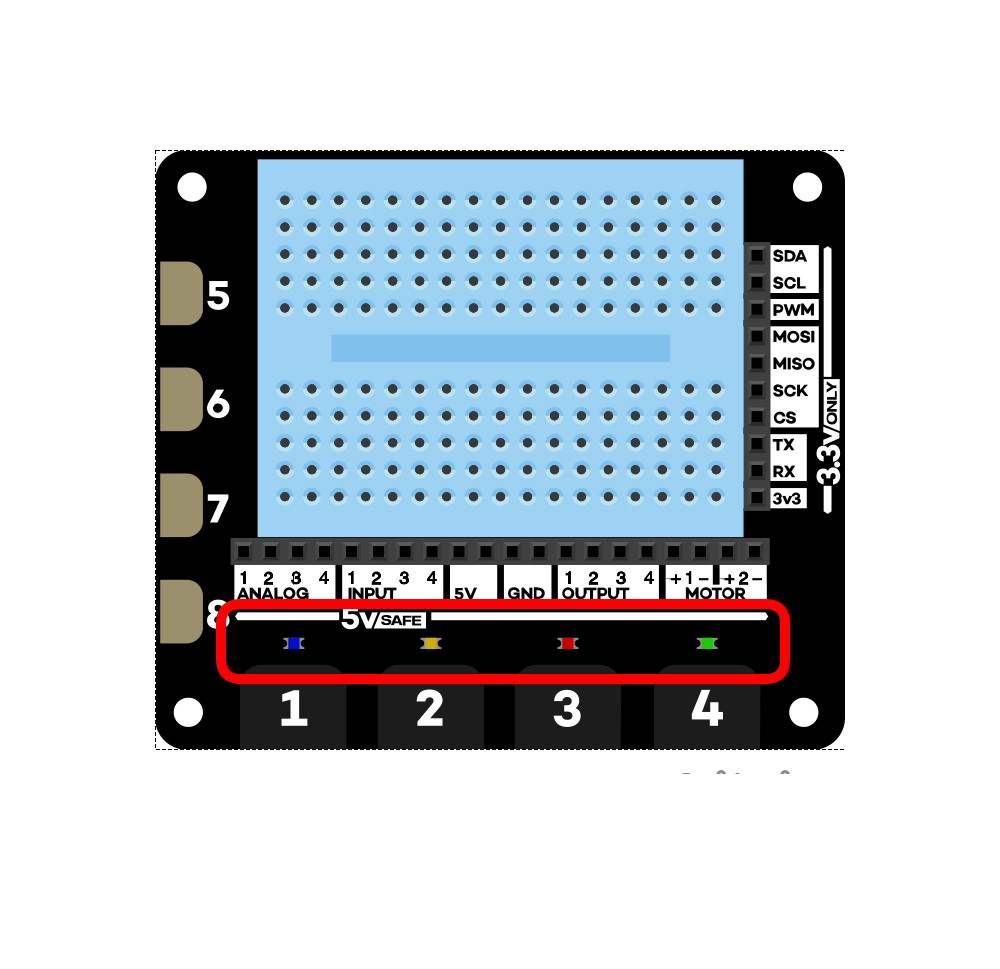 SDA
SCL
PWM
MOSI
MISO
SCK
CS
TX
RX
3v3
3.3v/ONLY
5
6
7
8
1 2 3 4 1 2 3 4 1 2 3 4 +1- +2-
ANALOG INPUT 5V GND OUTPUT MOTOR
5V/SAFE
1 2 3 4